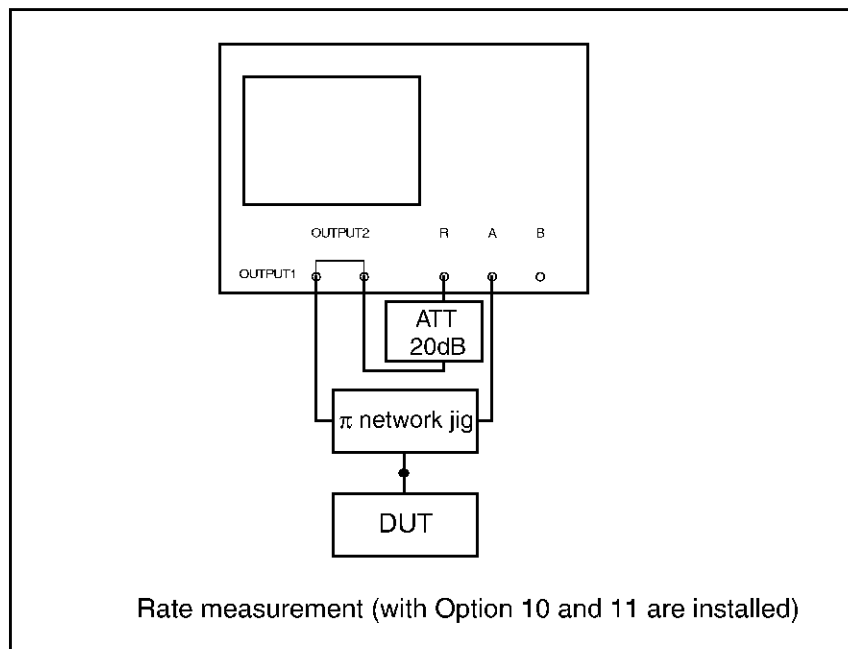 OUTPUT2 R A B
OUTPUT1
ATT
20dB
π network jig
DUT
Rate measurement (with Option 10 and 11 are installed)